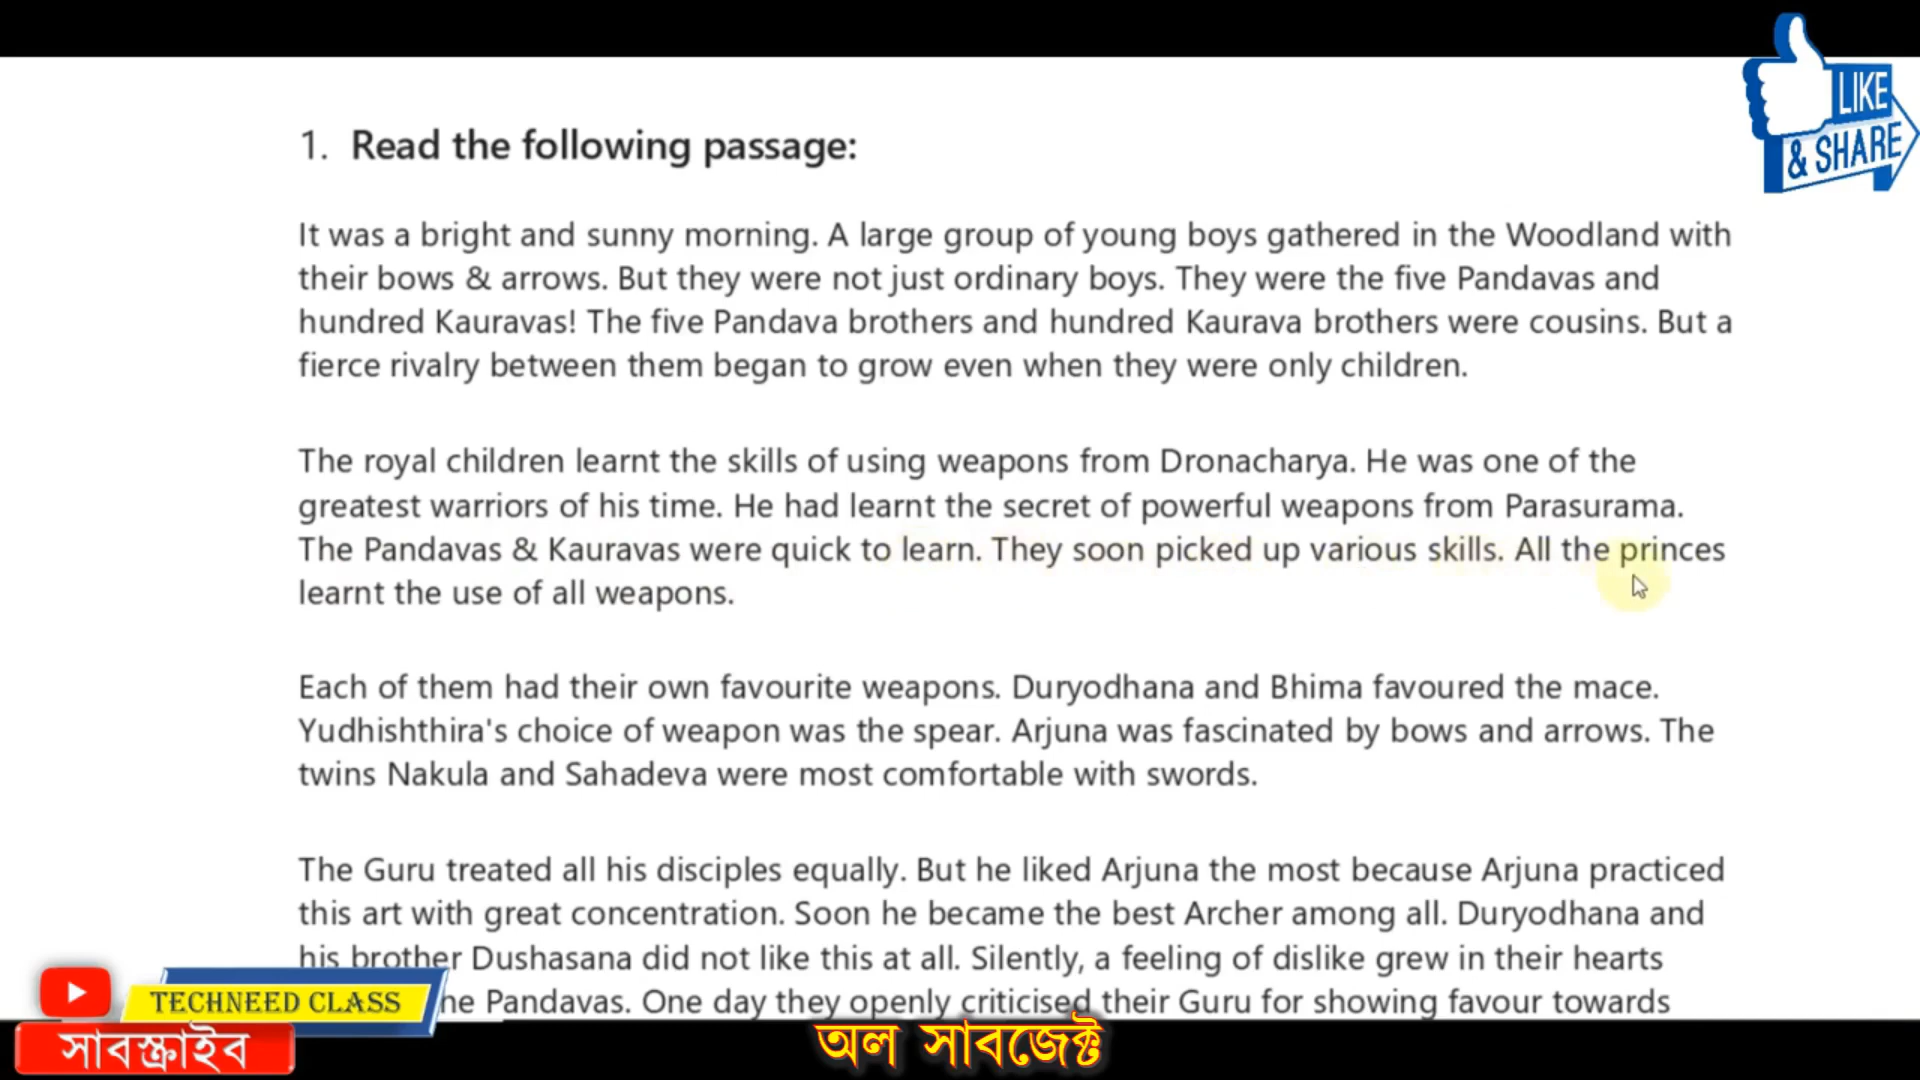 LIKE
& SHARE
1. Read the following passage:
It was a bright and sunny morning. A large group of young boys gathered in the Woodland with
their bows & arrows. But they were not just ordinary boys. They were the five Pandavas and
hundred Kauravas! The five Pandava brothers and hundred Kaurava brothers were cousins. But a
fierce rivalry between them began to grow even when they were only children.
The royal children learnt the skills of using weapons from Dronacharya. He was one of the
greatest warriors of his time. He had learnt the secret of powerful weapons from Parasurama.
The Pandavas & Kauravas were quick to learn. They soon picked up various skills. All the princes
learnt the use of all weapons.
Each of them had their own favourite weapons. Duryodhana and Bhima favoured the mace.
Yudhishthira's choice of weapon was the spear. Arjuna was fascinated by bows and arrows. The
twins Nakula and Sahadeva were most comfortable with swords.
The Guru treated all his disciples equally. But he liked Arjuna the most because Arjuna practiced
this art with great concentration. Soon he became the best Archer among all. Duryodhana and
his brother Dushasana did not like this at all. Silently, a feeling of dislike grew in their hearts
Pandavas. One day they openly criticised their Guru for showing favour towards
TECHNEED CLASS
সাবস্ক্রাইব
অল সাবজেক্ট